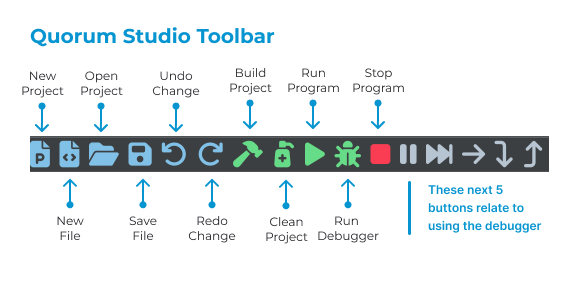 Quorum Studio Toolbar
New
Project
Open
Project
Undo
Change
Build
Project
Run
Program
Stop
Program
P
New
File
Save
File
Redo
Change
Clean
Project
Run
Debugger
These next 5
buttons relate to
using the debugger